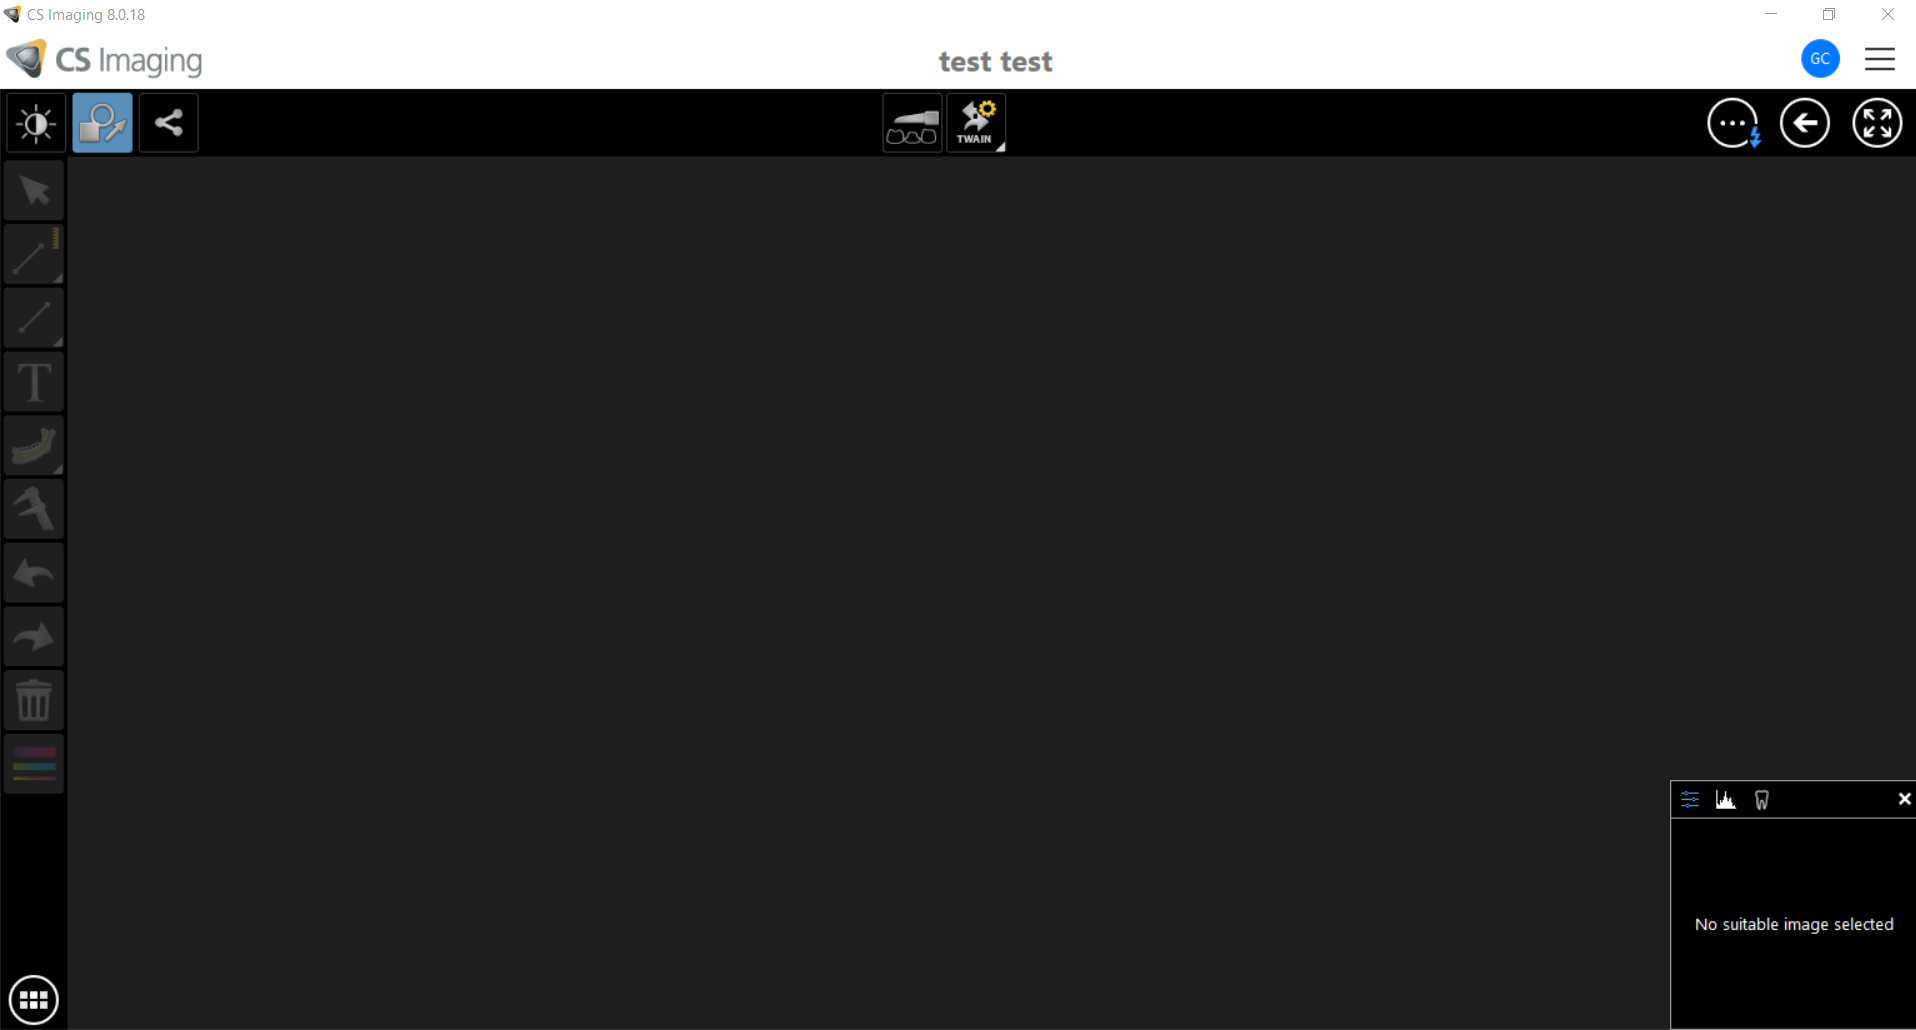 CS Imaging 8.0.18
CS Imaging
test test
GC
TWAIN
T
No suitable image selected